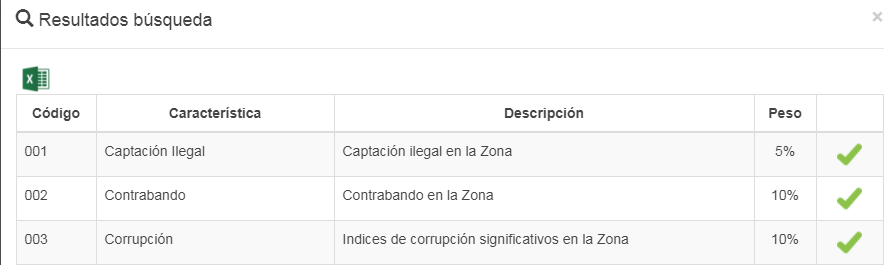 Resultados búsqueda
Código Característica Descripción Peso
001 Captación Ilegal Captación ilegal en la Zona 5%
002 Contrabando Contrabando en la Zona 10%
003 Corrupción Indices de corrupción significativos en la Zona 10%